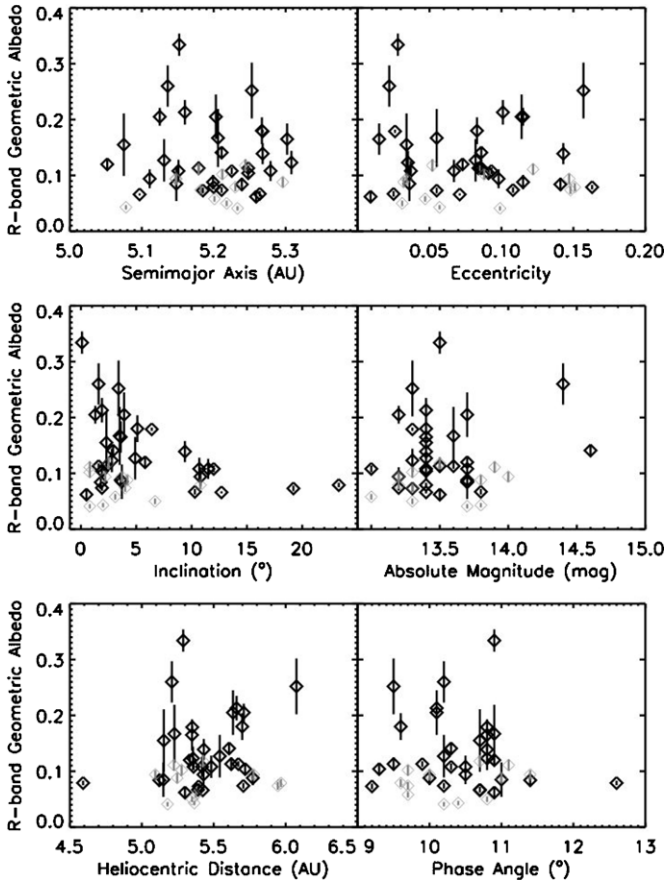 R-band Geometric Albedo
0.4
0.3
0.2
0.1
0.0
5.0 5.1 5.2 5.3
Semimajor Axis (AU)
0.05 0.10 0.15 0.20
Eccentricity
R-band Geometric Albedo
0.4
0.3
0.2
0.1
0.0
0 5 10 15 20
Inclination (°)
13.5 14.0 14.5 15.0
Absolute Magnitude (mag)
R-band Geometric Albedo
0.4
0.3
0.2
0.1
0.0
4.5 5.0 5.5 6.0 6.5
Heliocentric Distance (AU)
9 10 11 12 13
Phase Angle (°)